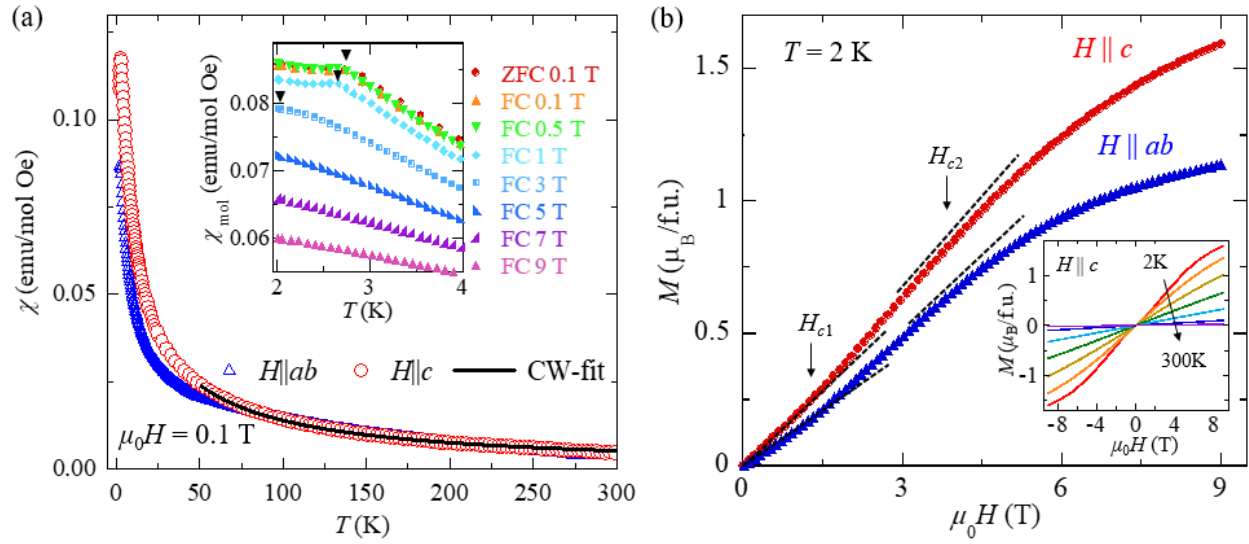 (a)
χ (emu/mol Oe)
0.10
0.05
0.00
0
50
100
150
200
250
300
T (K)
H||ab
H||c
CW-fit
μ₀H = 0.1 T
χ mol (emu/mol Oe)
0.08
0.07
0.06
2
3
4
T (K)
ZFC 0.1 T
FC 0.1 T
FC 0.5 T
FC 1 T
FC 3 T
FC 5 T
FC 7 T
FC 9 T
(b)
M (μB/f.u.)
1.5
1
0.5
0
0
3
6
9
μ₀H (T)
T = 2 K
H || c
H || ab
Hc2
Hc1
H || c
2K
300K
M (μB/f.u.)
1
0
-1
-8
-4
0
4
8
μ₀H (T)